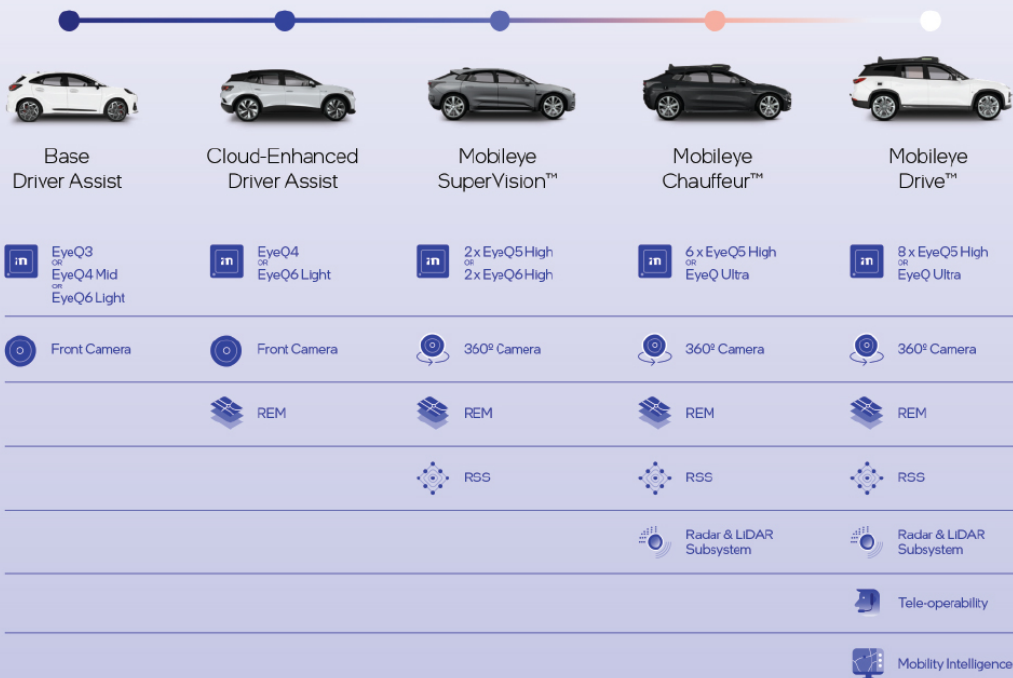 Base
Driver Assist
Cloud-Enhanced
Driver Assist
Mobileye
SuperVision™
Mobileye
Chauffeur™
Mobileye
Drive™
EyeQ3
OR
EyeQ4 Mid
OR
EyeQ6 Light
EyeQ4
OR
EyeQ6 Light
2 x EyeQ5 High
OR
2 x EyeQ6 High
6 x EyeQ5 High
OR
EyeQ Ultra
8 x EyeQ5 High
OR
EyeQ Ultra
Front Camera
Front Camera
360º Camera
360º Camera
360º Camera
REM
REM
REM
REM
RSS
RSS
RSS
Radar & LiDAR
Subsystem
Radar & LiDAR
Subsystem
Tele-operability
Mobility Intelligence